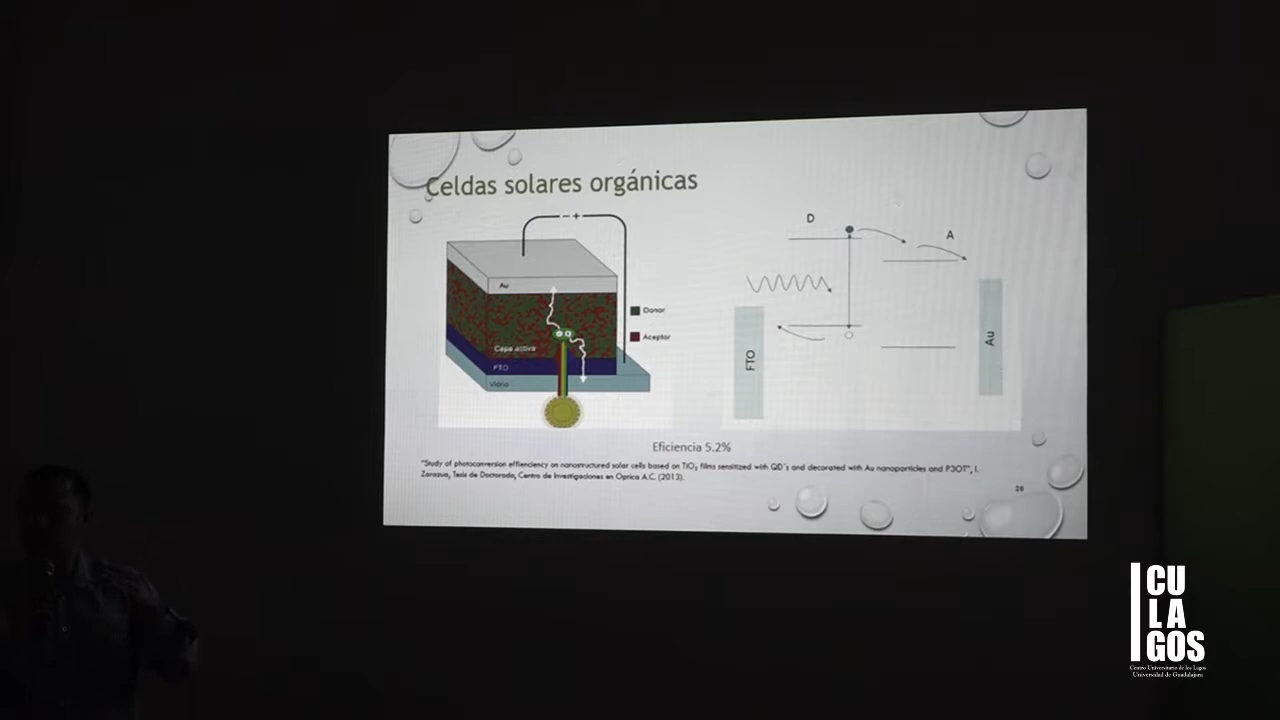 Celdas solares orgánicas
- - +
Au
Capa activa
FTO
Vidrio
Donor
Aceptor
D
A
FTO
Au
Eficiencia 5.2%
"Study of photoconversion effienciency on nanostructured solar cells based on TiO₂ films sensitized with QD´s and decorated with Au nanoparticles and P3OT", I.
Zarazua, Tesis de Doctorado, Centro de Investigaciones en Optica A.C. (2013).
26
CU
LA
GOS
Centro Universitario de los Lagos
Universidad de Guadalajara